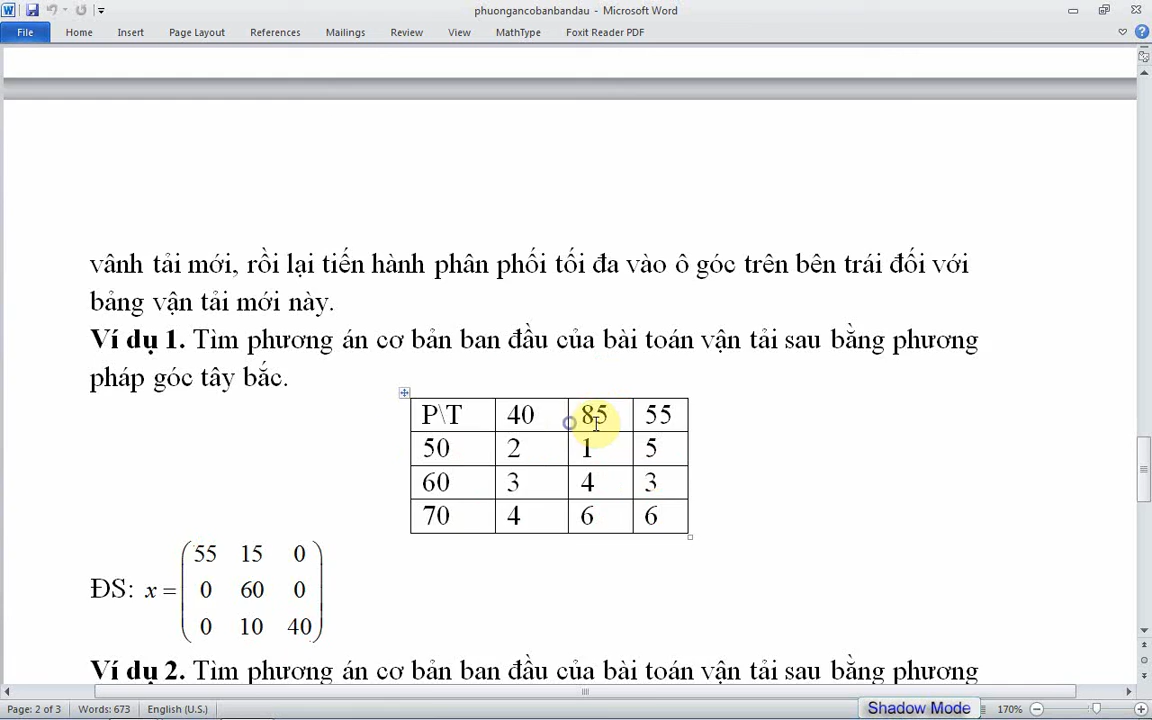 phuongancobanbandau - Microsoft Word
File Home Insert Page Layout References Mailings Review View MathType Foxit Reader PDF
vânh tải mới, rồi lại tiến hành phân phối tối đa vào ô góc trên bên trái đối với
bảng vận tải mới này.
Ví dụ 1. Tìm phương án cơ bản ban đầu của bài toán vận tải sau bằng phương
pháp góc tây bắc.
P\T 40 85 55
50 2 1 5
60 3 4 3
70 4 6 6
55 15 0
ĐS: x = 0 60 0
0 10 40
Ví dụ 2. Tìm phương án cơ bản ban đầu của bài toán vận tải sau bằng phương
Page: 2 of 3 Words: 673 English (U.S.) Shadow Mode 170%